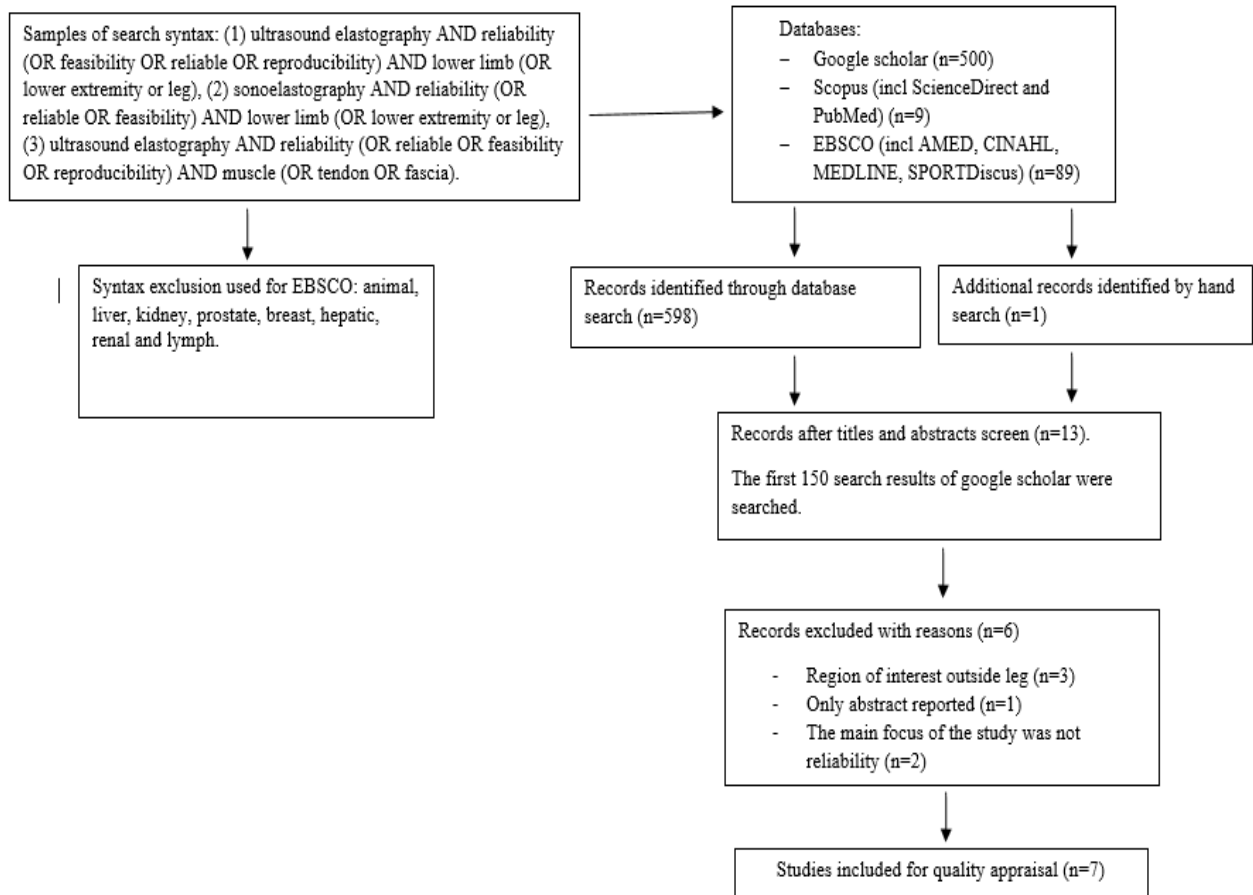 Samples of search syntax: (1) ultrasound elastography AND reliability
(OR feasibility OR reliable OR reproducibility) AND lower limb (OR
lower extremity or leg), (2) sonoelastography AND reliability (OR
reliable OR feasibility) AND lower limb (OR lower extremity or leg),
(3) ultrasound elastography AND reliability (OR reliable OR feasibility
OR reproducibility) AND muscle (OR tendon OR fascia).
Databases:
– Google scholar (n=500)
– Scopus (incl ScienceDirect and
PubMed) (n=9)
– EBSCO (incl AMED, CINAHL,
MEDLINE, SPORTDiscus) (n=89)
Syntax exclusion used for EBSCO: animal,
liver, kidney, prostate, breast, hepatic,
renal and lymph.
Records identified through database
search (n=598)
Additional records identified by hand
search (n=1)
Records after titles and abstracts screen (n=13).
The first 150 search results of google scholar were
searched.
Records excluded with reasons (n=6)
- Region of interest outside leg (n=3)
- Only abstract reported (n=1)
- The main focus of the study was not
reliability (n=2)
Studies included for quality appraisal (n=7)